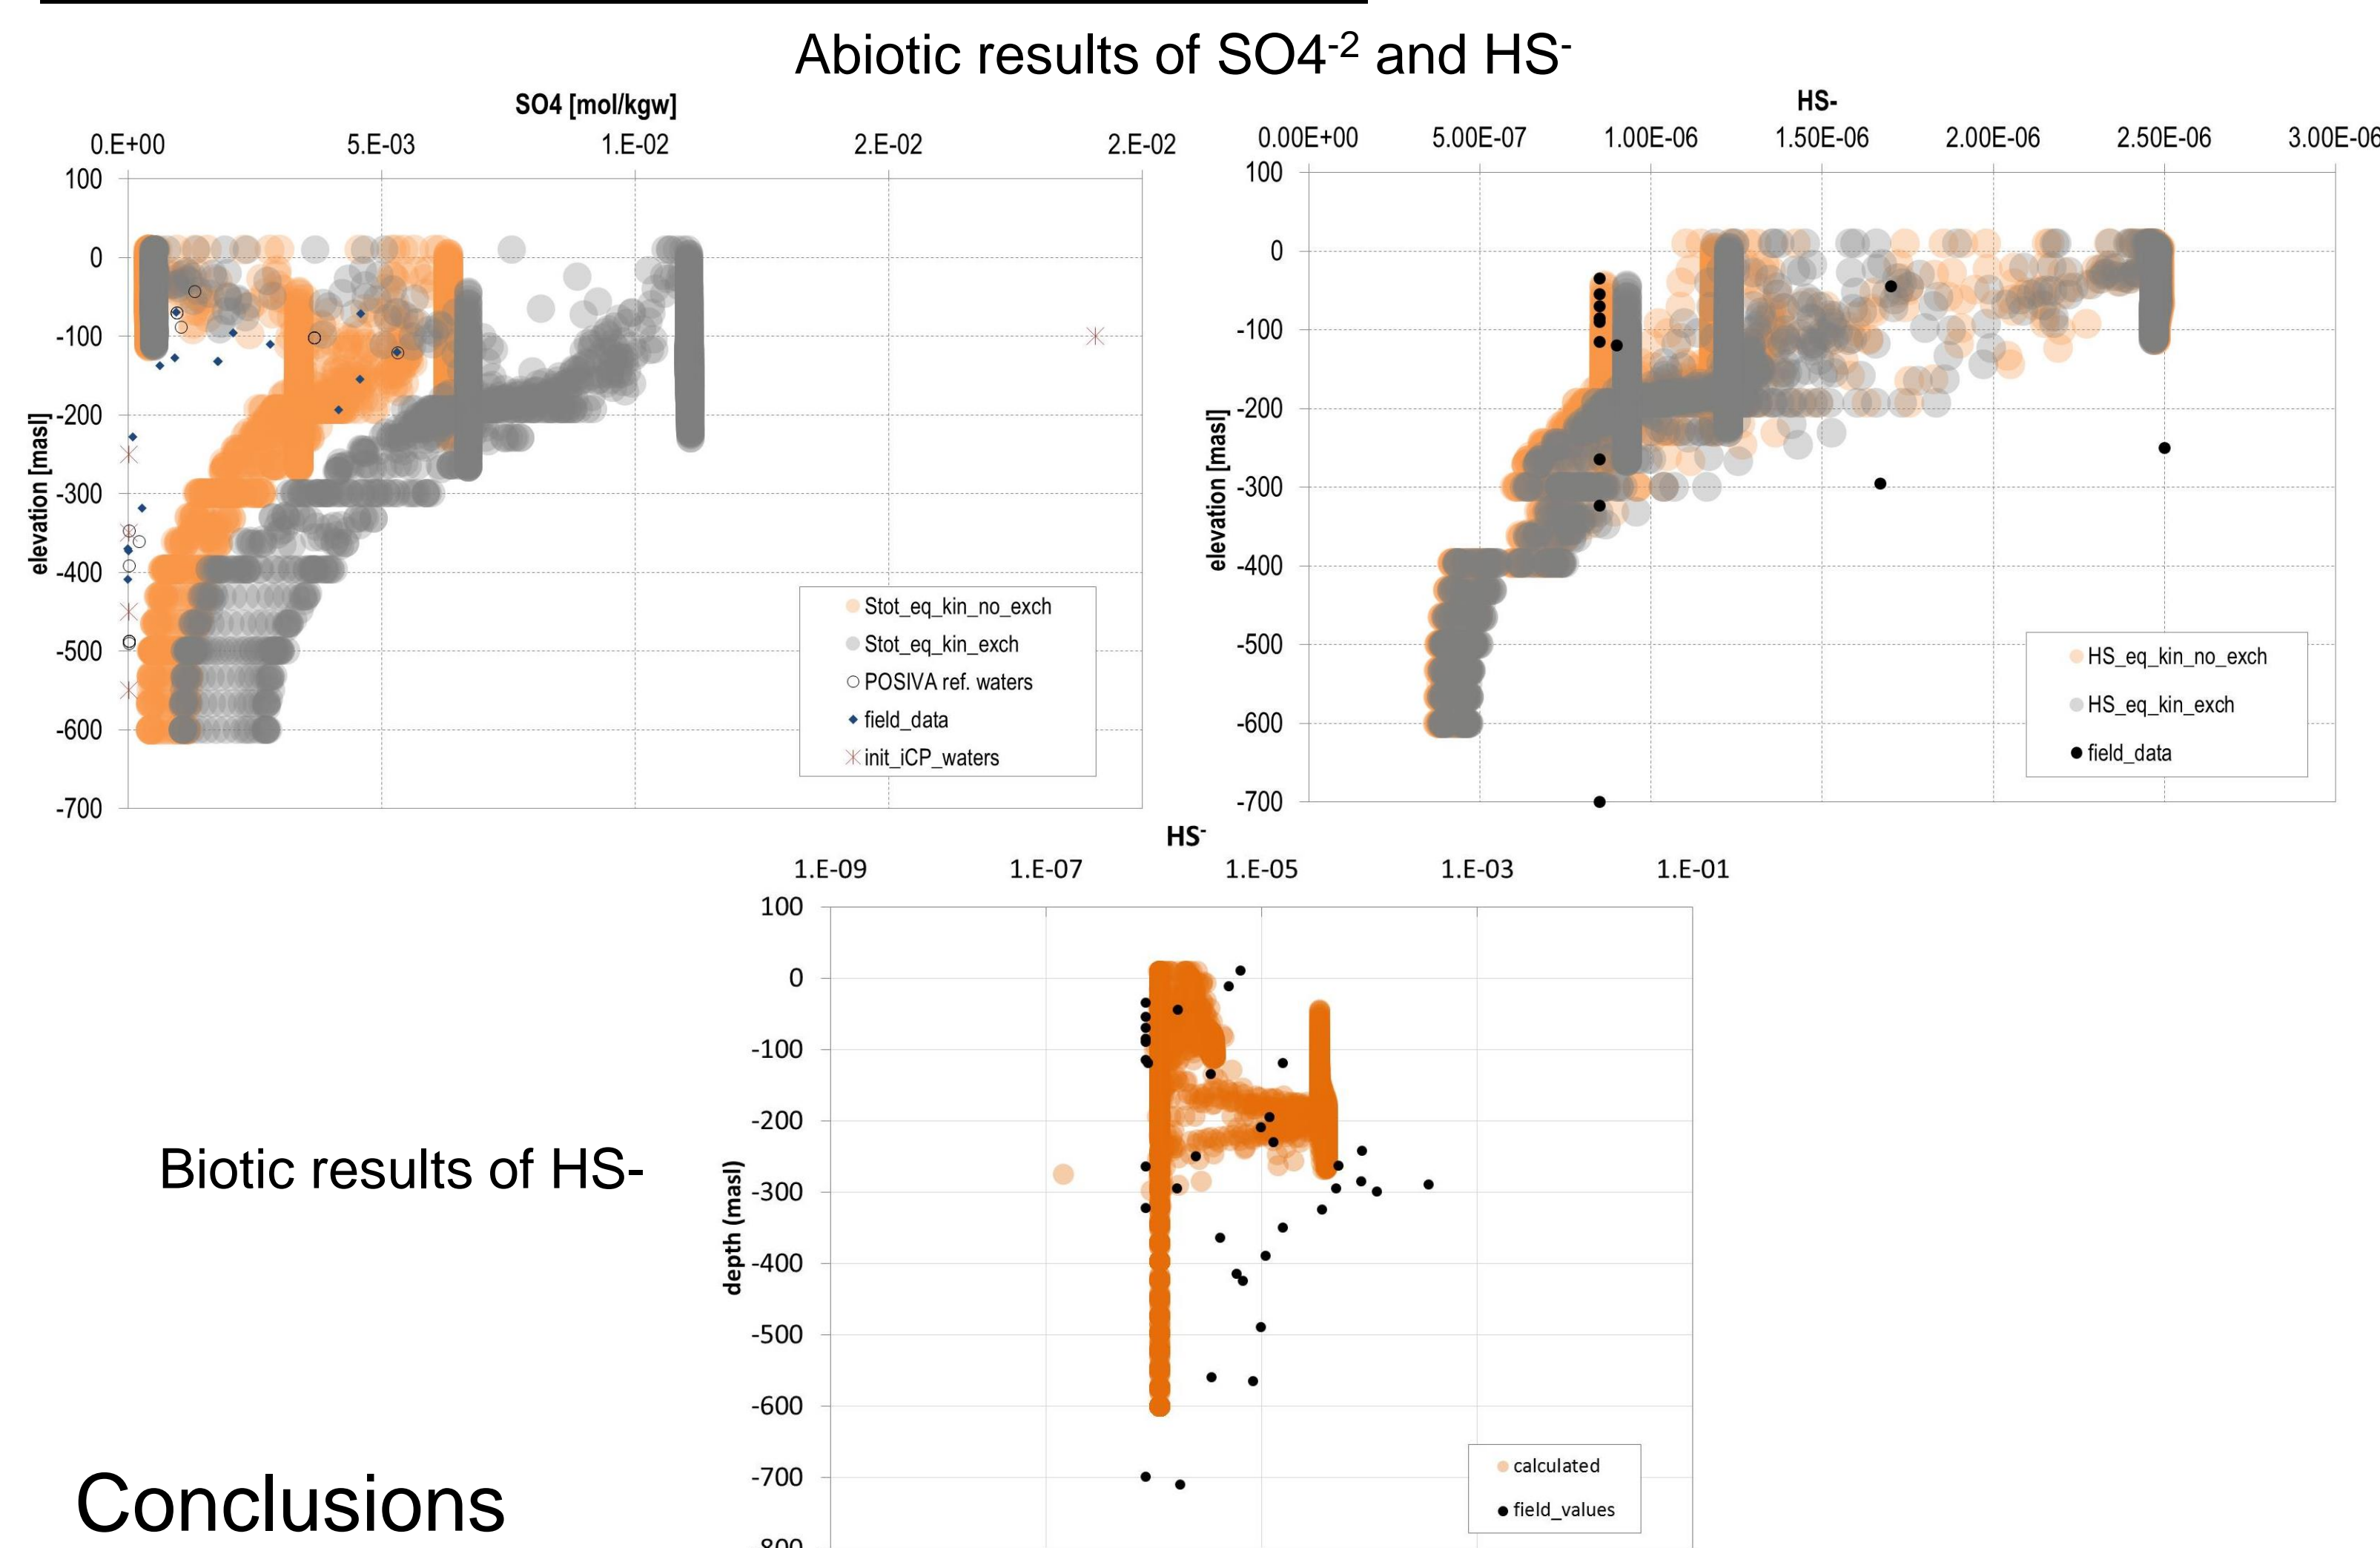 Abiotic results of SO4-2 and HS-
SO4 [mol/kgw]
0.E+00 5.E-03 1.E-02 2.E-02 2.E-02
100
0
-100
-200
-300
-400
-500
-600
-700
elevation [masl]
Stot_eq_kin_no_exch
Stot_eq_kin_exch
POSIVA ref. waters
field_data
init_iCP_waters
HS-
0.00E+00 5.00E-07 1.00E-06 1.50E-06 2.00E-06 2.50E-06 3.00E-06
100
0
-100
-200
-300
-400
-500
-600
-700
elevation [masl]
HS_eq_kin_no_exch
HS_eq_kin_exch
field_data
Biotic results of HS-
HS-
1.E-09 1.E-07 1.E-05 1.E-03 1.E-01
100
0
-100
-200
-300
-400
-500
-600
-700
-800
depth (masl)
calculated
field_values
Conclusions